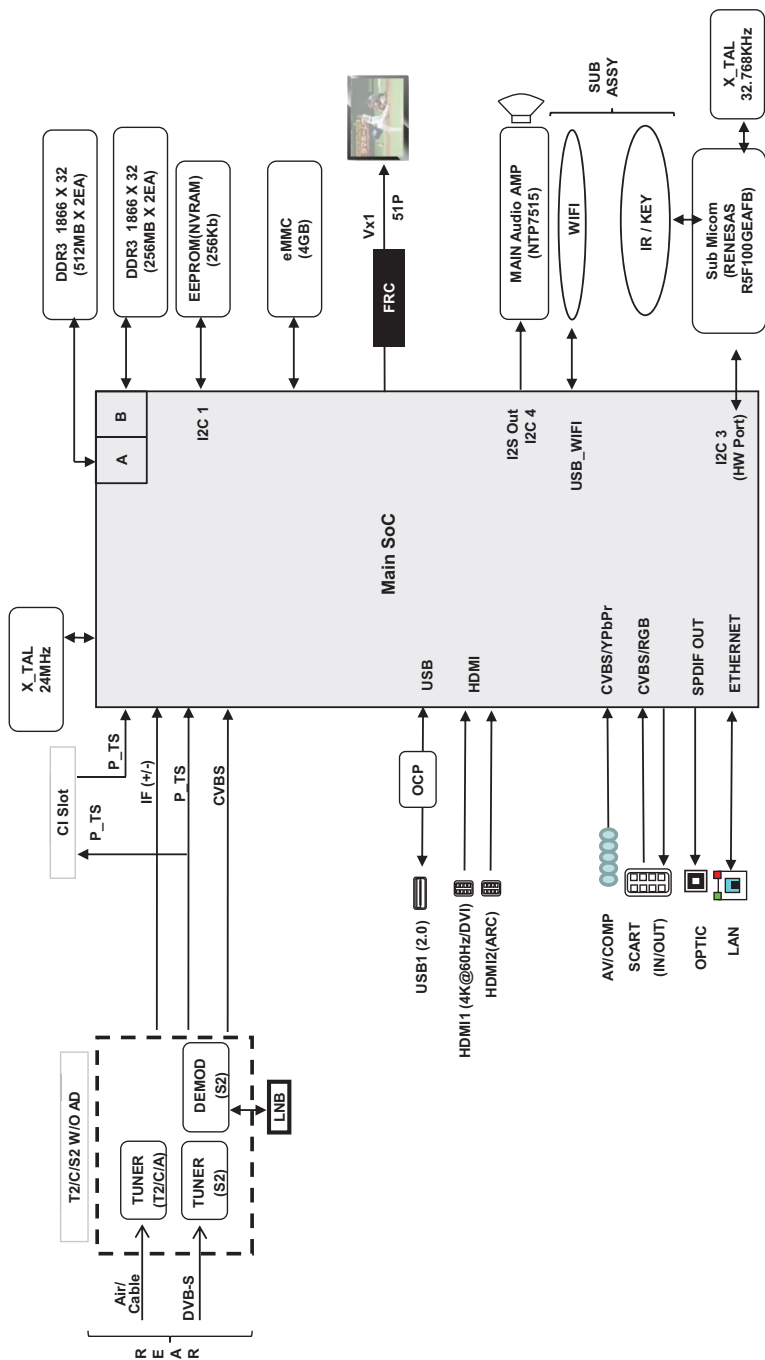 REAR
Air/
Cable
DVB-S
T2/C/S2 W/O AD
TUNER
(T2/C/A)
TUNER
(S2)
DEMOD
(S2)
LNB
CI Slot
P_TS
P_TS
IF (+/-)
P_TS
CVBS
X_TAL
24MHz
Main SoC
A
B
DDR3 1866 X 32
(512MB X 2EA)
DDR3 1866 X 32
(256MB X 2EA)
I2C 1
EEPROM(NVRAM)
(256Kb)
eMMC
(4GB)
FRC
Vx1
51P
USB1 (2.0)
OCP
USB
HDMI1 (4K@60Hz/DVI)
HDMI2(ARC)
HDMI
AV/COMP
CVBS/YPbPr
SCART
(IN/OUT)
CVBS/RGB
OPTIC
SPDIF OUT
LAN
ETHERNET
I2S Out
I2C 4
MAIN Audio AMP
(NTP7515)
USB_WIFI
WIFI
SUB
ASSY
IR / KEY
I2C 3
(HW Port)
Sub Micom
(RENESAS
R5F100GEAFB)
X_TAL
32.768KHz